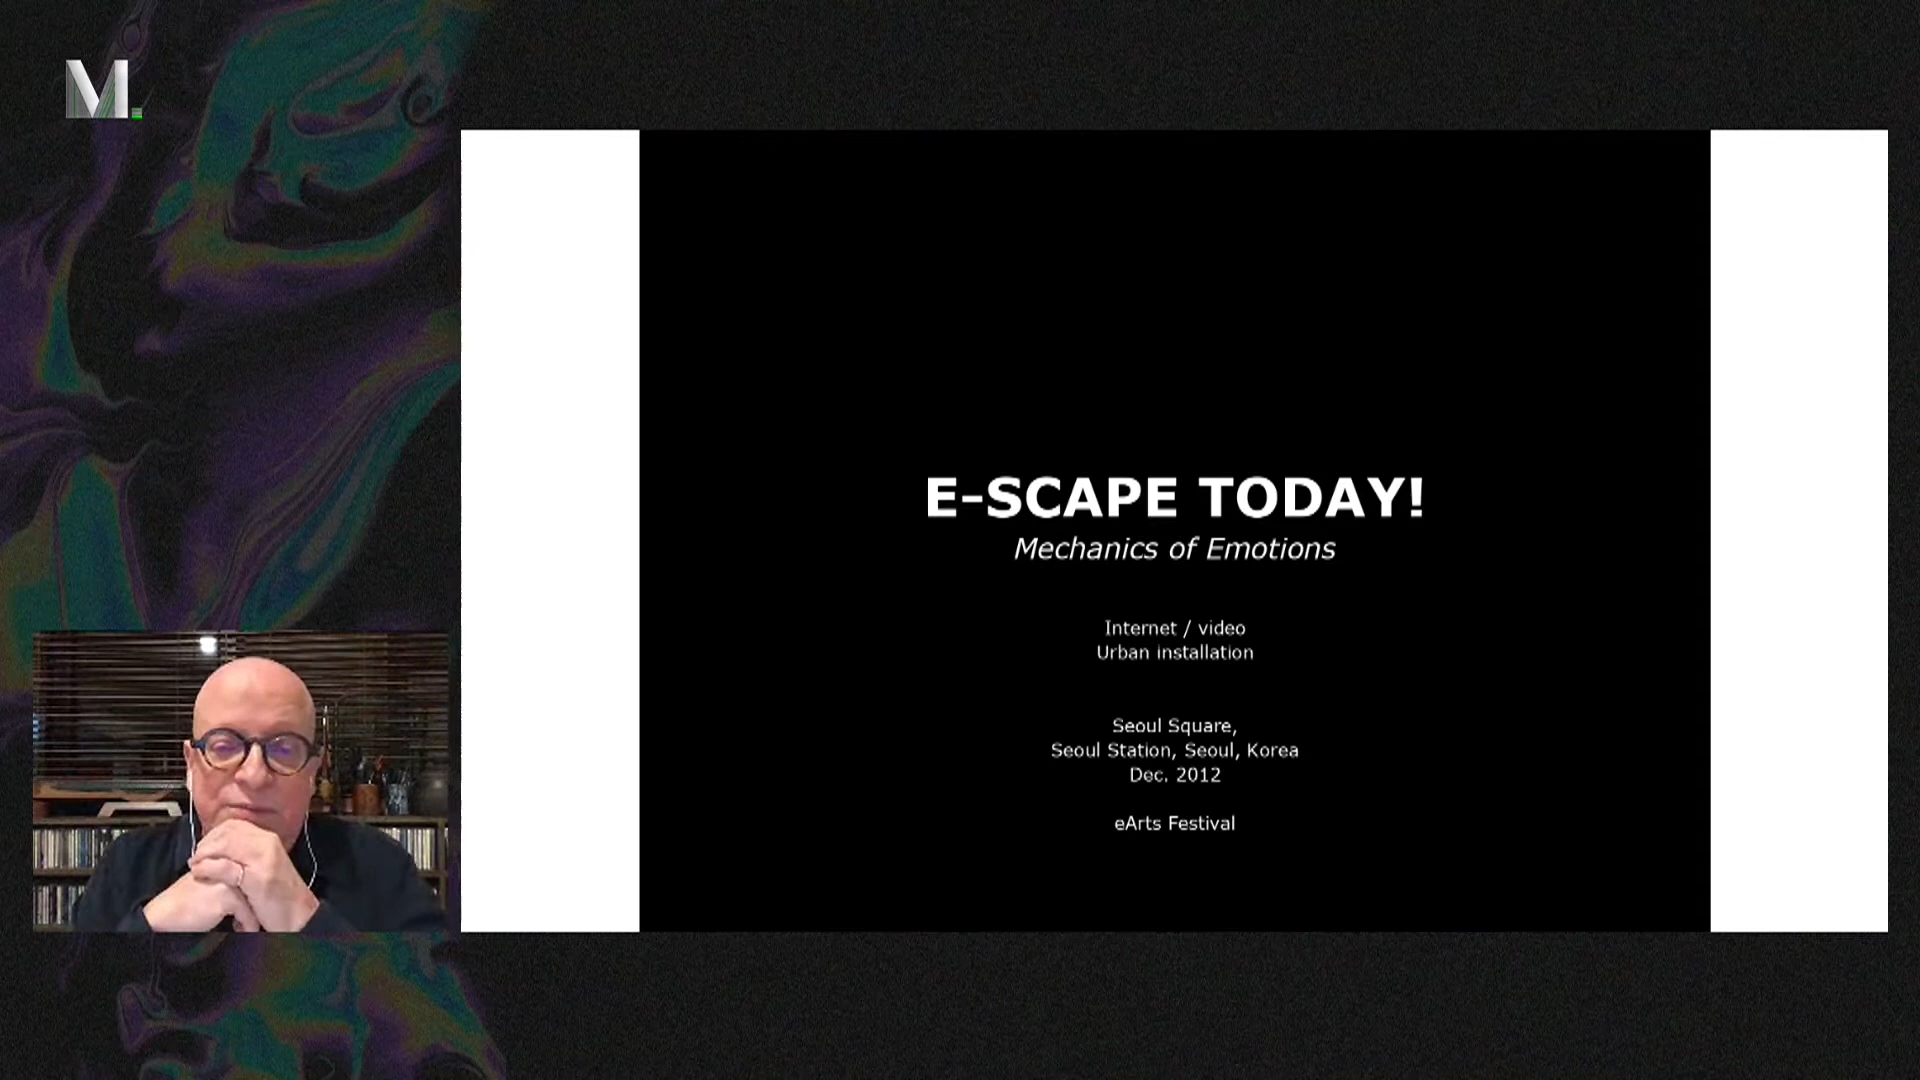 M.
E-SCAPE TODAY!
Mechanics of Emotions
Internet / video
Urban installation
Seoul Square,
Seoul Station, Seoul, Korea
Dec. 2012
eArts Festival